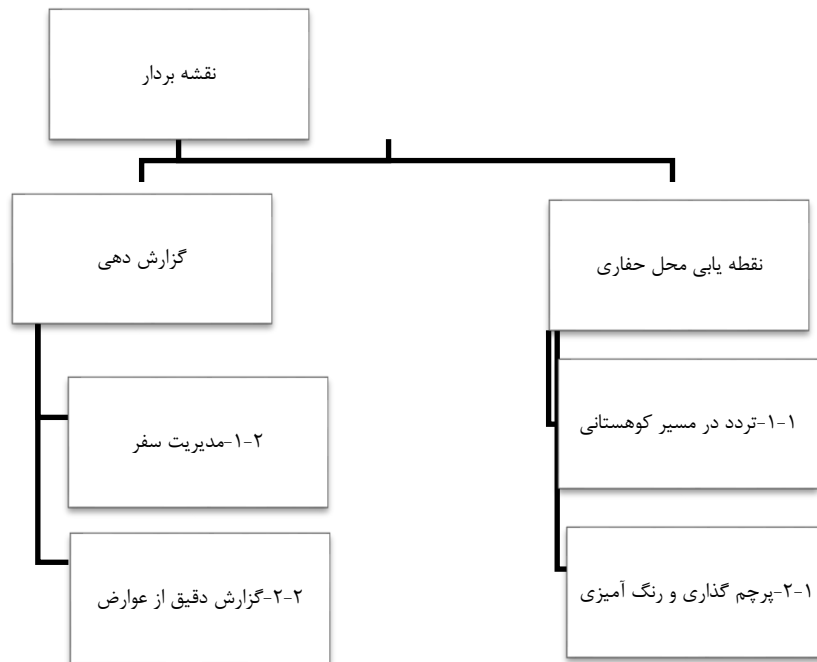 نقشه بردار
نقطه یابی محل حفاری
۱-۱-تردد در مسیر کوهستانی
۲-۱-پرچم گذاری و رنگ آمیزی
گزارش دهی
۱-۲-مدیریت سفر
۲-۲-گزارش دقیق از عوارض